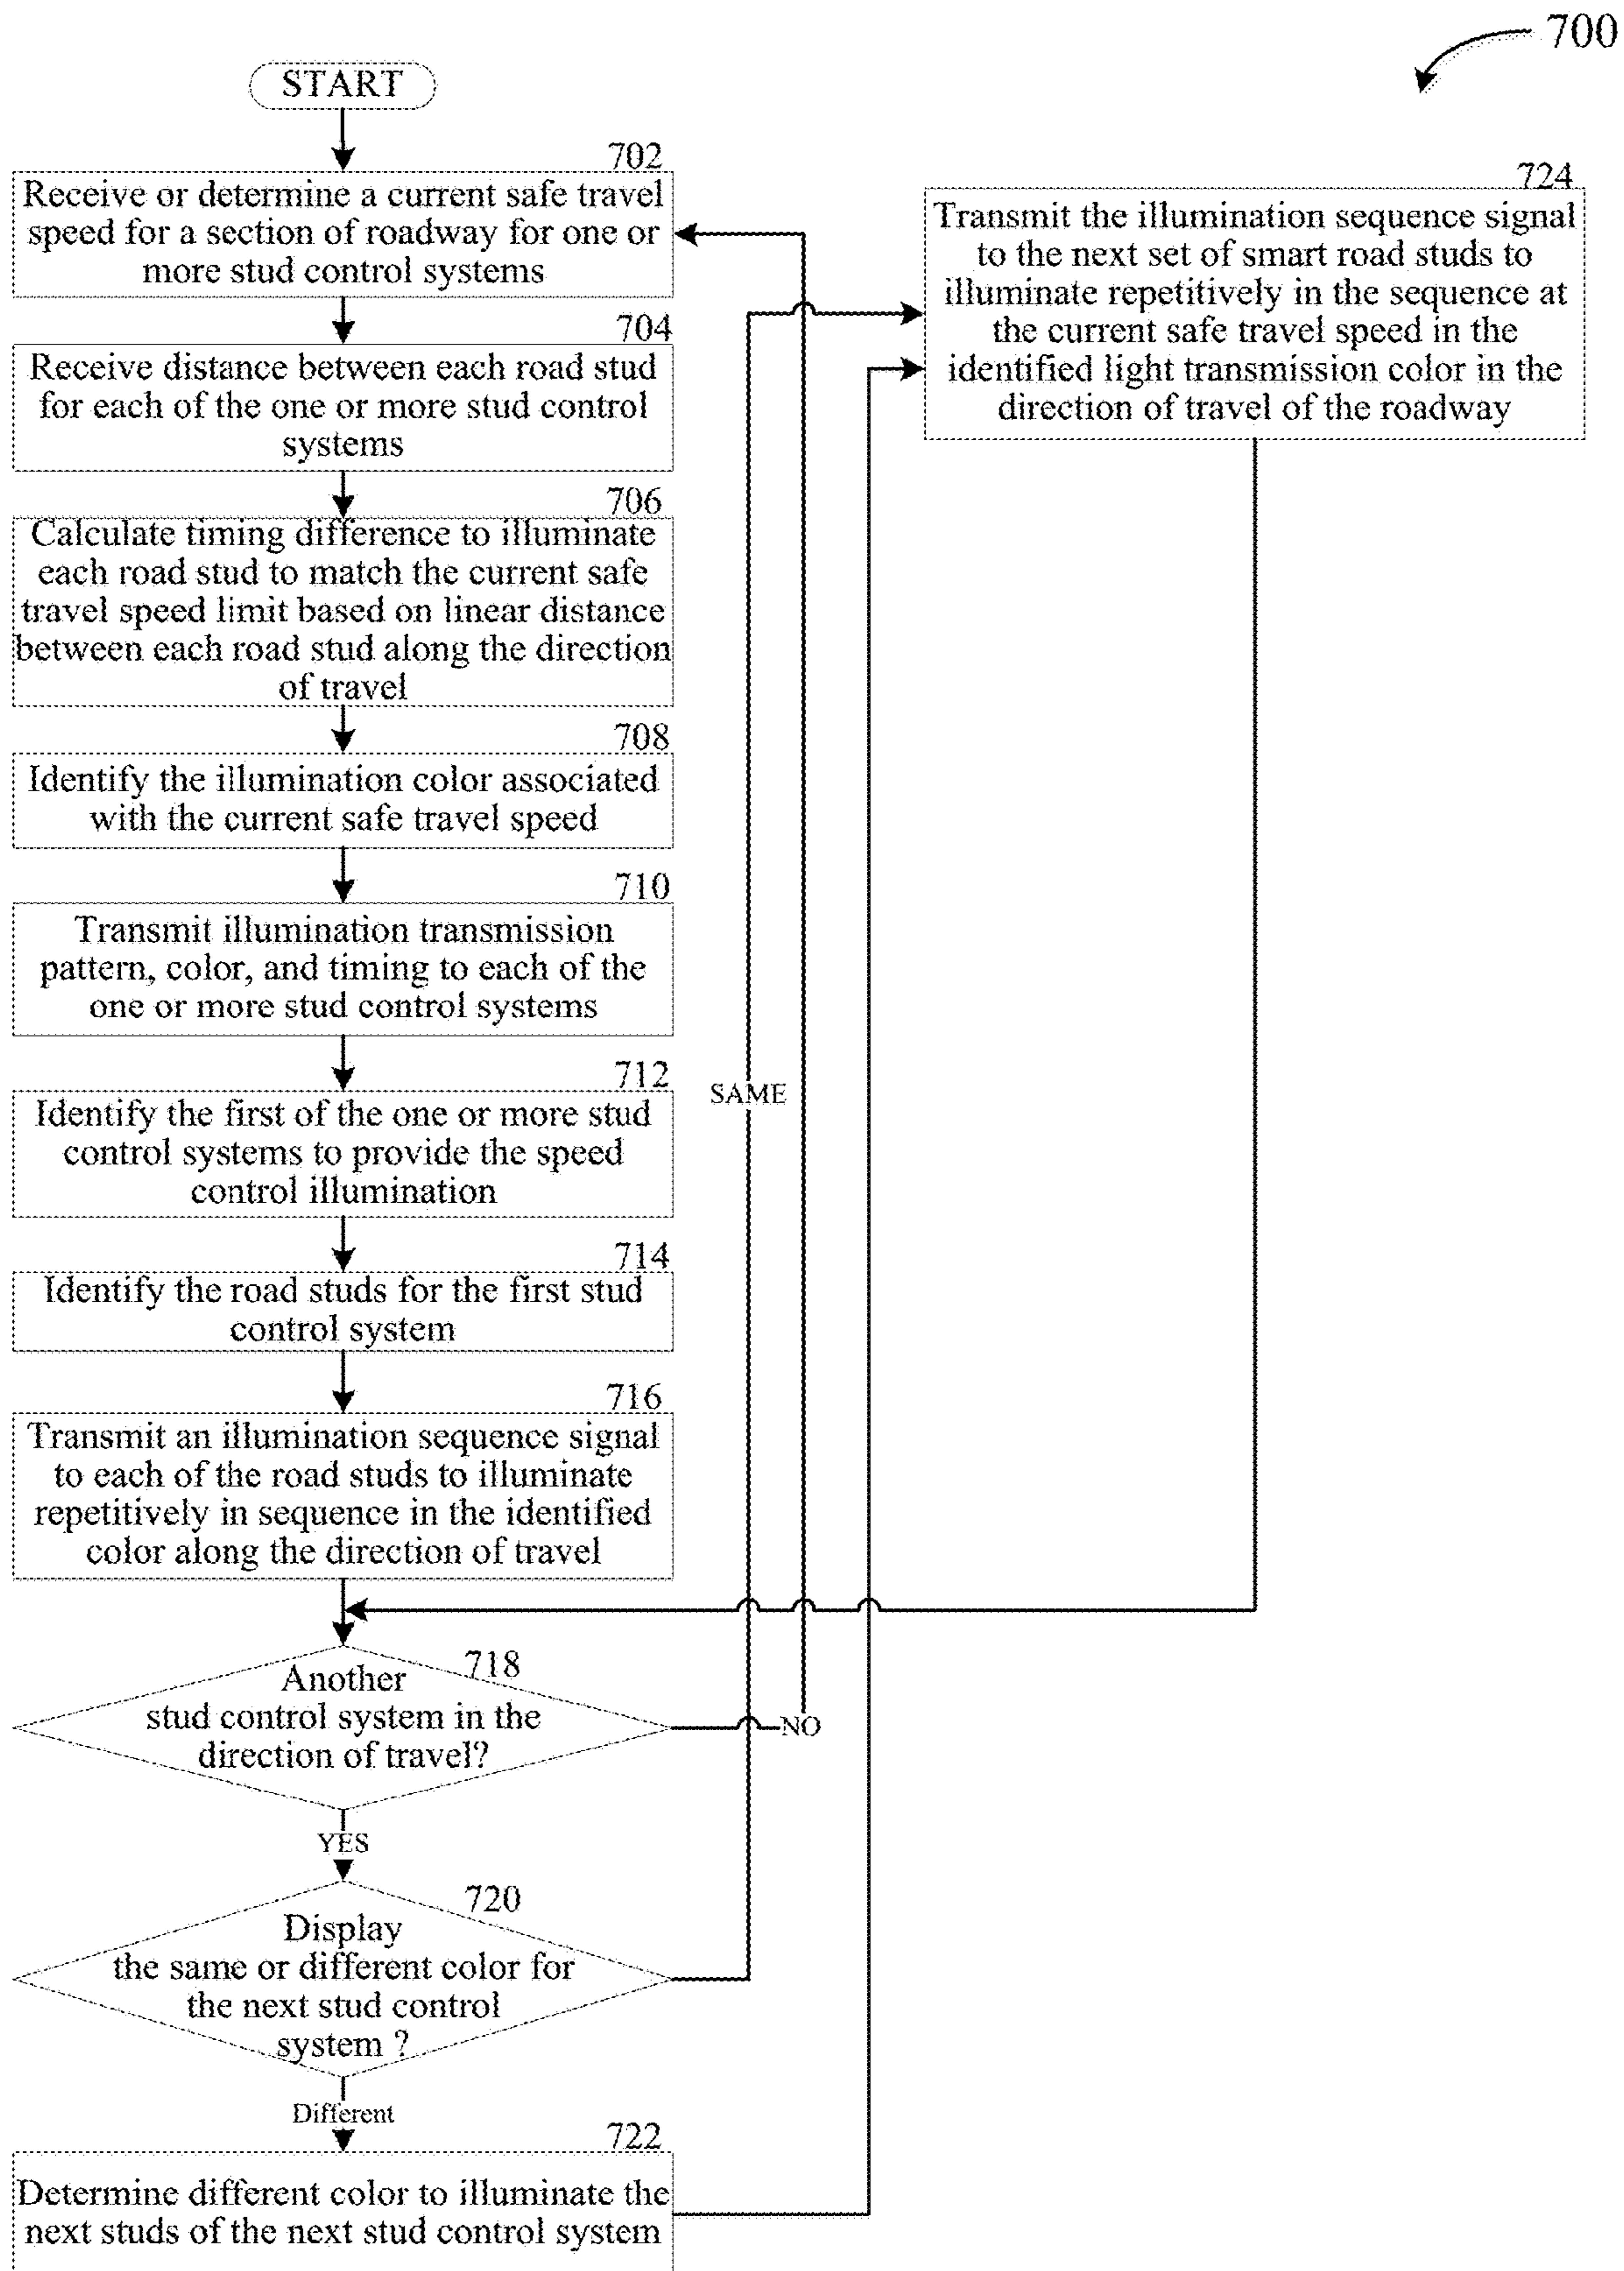 700
START
702
Receive or determine a current safe travel
speed for a section of roadway for one or
more stud control systems
704
Receive distance between each road stud
for each of the one or more stud control
systems
706
Calculate timing difference to illuminate
each road stud to match the current safe
travel speed limit based on linear distance
between each road stud along the direction
of travel
708
Identify the illumination color associated
with the current safe travel speed
710
Transmit illumination transmission
pattern, color, and timing to each of the
one or more stud control systems
712
Identify the first of the one or more stud
control systems to provide the speed
control illumination
714
Identify the road studs for the first stud
control system
716
Transmit an illumination sequence signal
to each of the road studs to illuminate
repetitively in sequence in the identified
color along the direction of travel
718
Another
stud control system in the
direction of travel?
NO
YES
720
Display
the same or different color for
the next stud control
system ?
SAME
Different
722
Determine different color to illuminate the
next studs of the next stud control system
724
Transmit the illumination sequence signal
to the next set of smart road studs to
illuminate repetitively in the sequence at
the current safe travel speed in the
identified light transmission color in the
direction of travel of the roadway